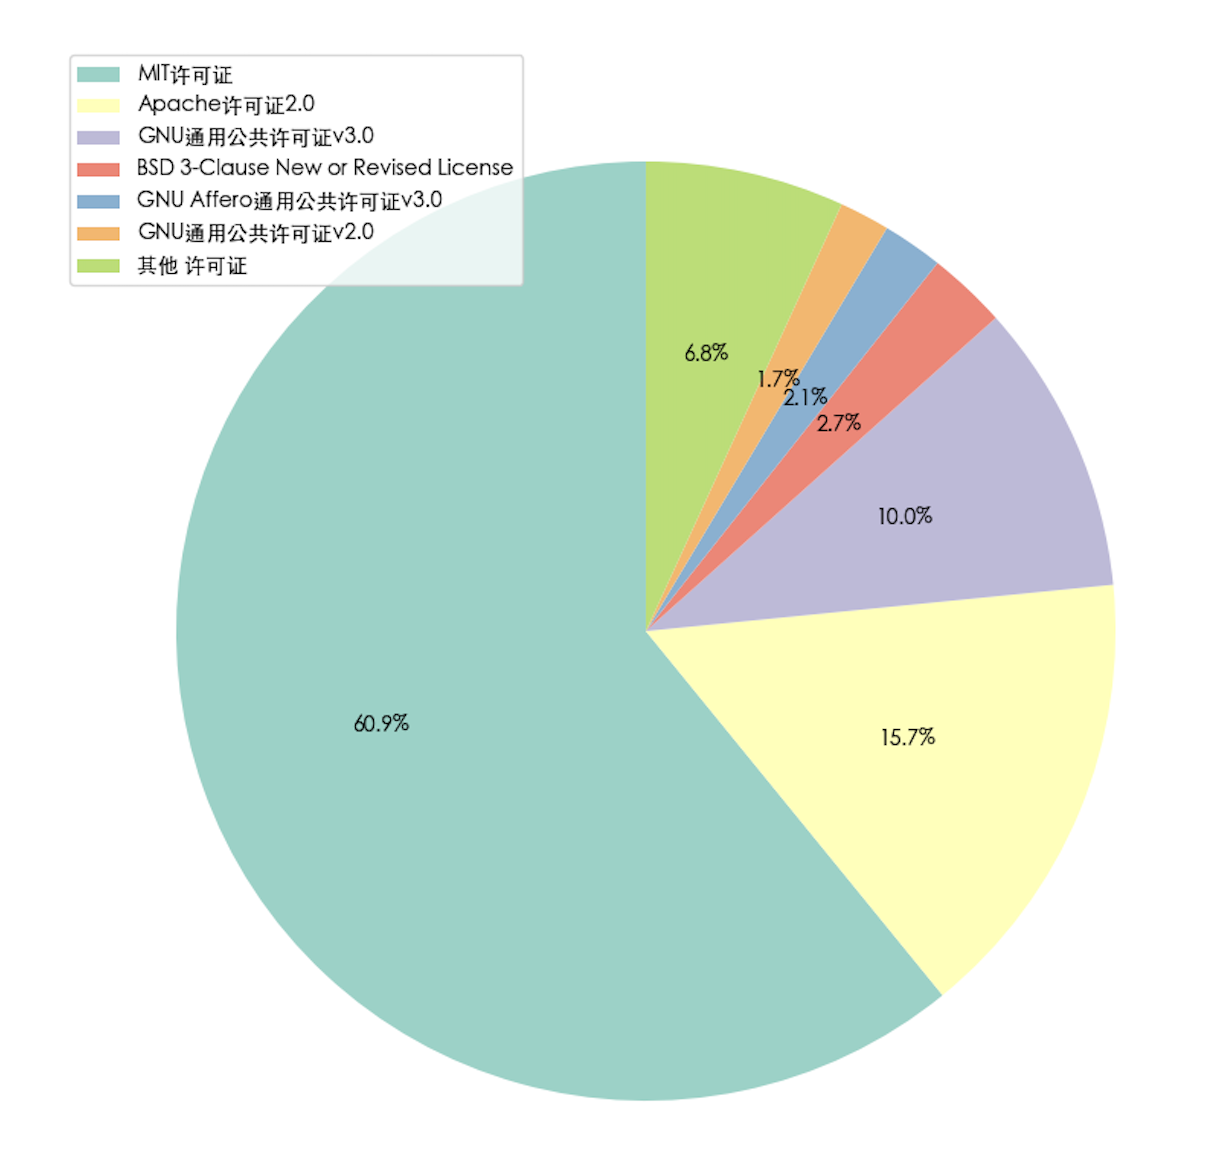 MIT许可证
Apache许可证2.0
GNU通用公共许可证v3.0
BSD 3-Clause New or Revised License
GNU Affero通用公共许可证v3.0
GNU通用公共许可证v2.0
其他 许可证
6.8%
1.7%
2.1%
2.7%
10.0%
60.9%
15.7%